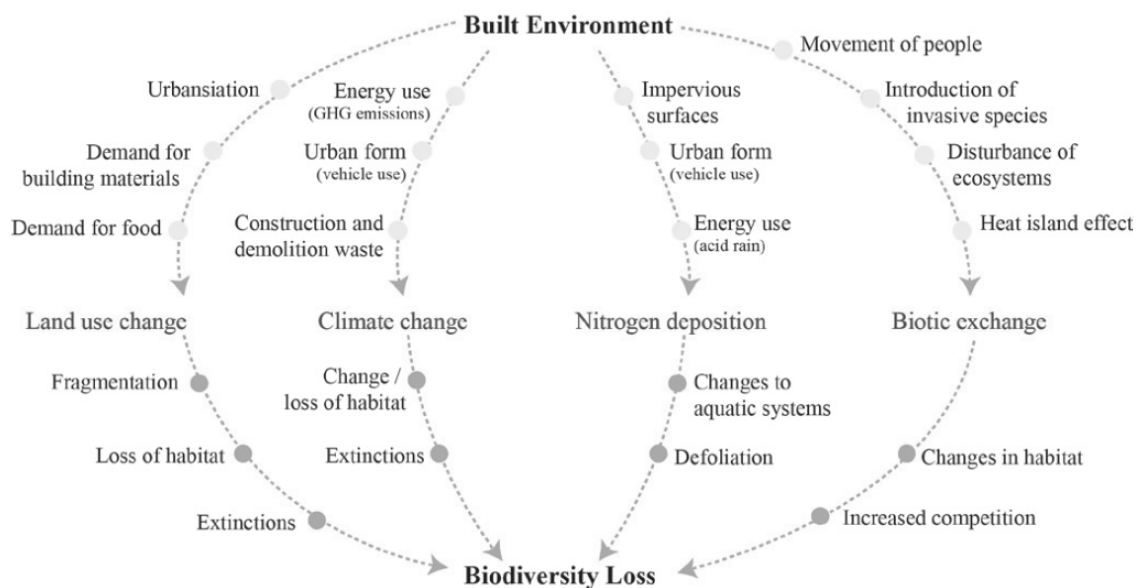 Built Environment
Movement of people
Urbansiation
Energy use
(GHG emissions)
Impervious
surfaces
Introduction of
invasive species
Demand for
building materials
Urban form
(vehicle use)
Urban form
(vehicle use)
Disturbance of
ecosystems
Demand for food
Construction and
demolition waste
Energy use
(acid rain)
Heat island effect
Land use change
Climate change
Nitrogen deposition
Biotic exchange
Fragmentation
Change /
loss of habitat
Changes to
aquatic systems
Loss of habitat
Extinctions
Defoliation
Changes in habitat
Extinctions
Increased competition
Biodiversity Loss